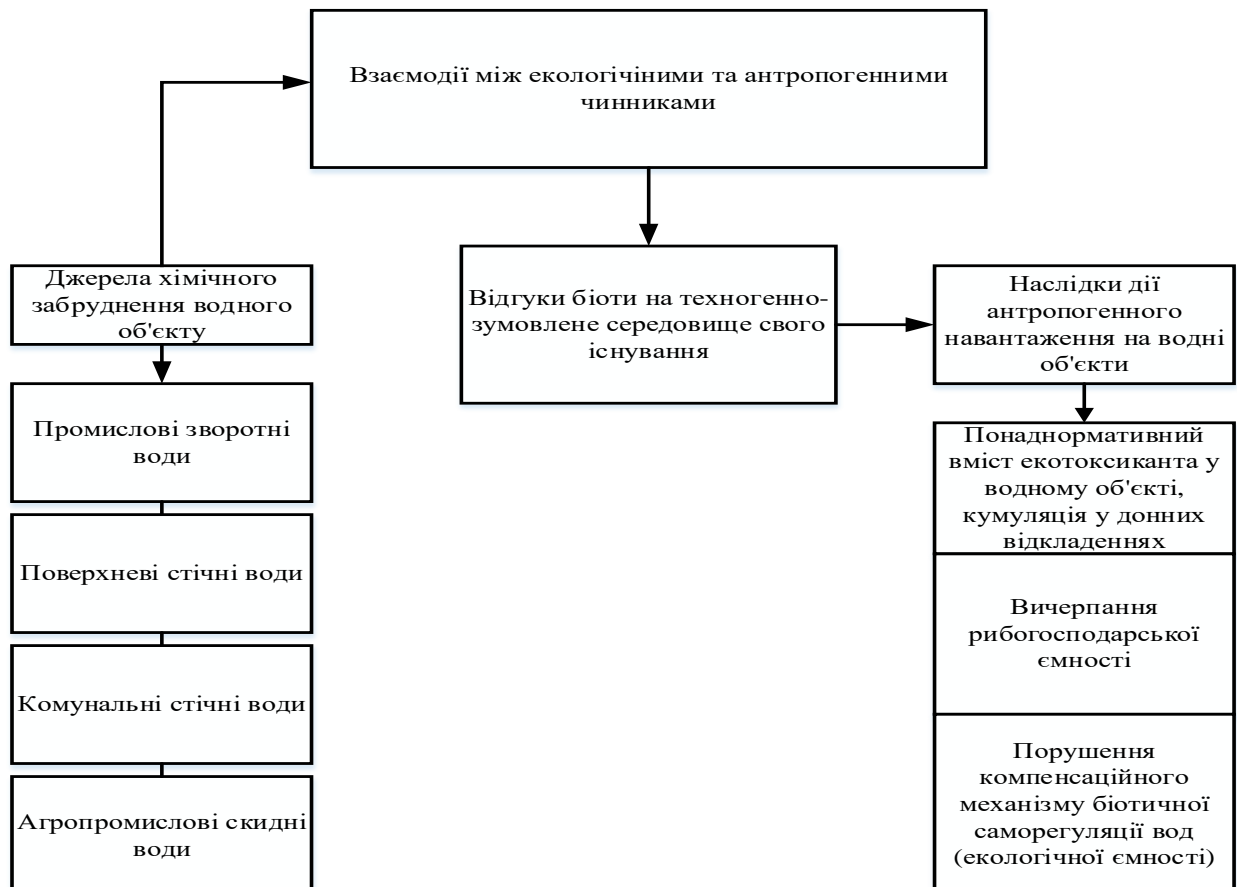 Взаємодії між екологічіними та антропогенними
чинниками
Джерела хімічного
забруднення водного
об'єкту
Промислові зворотні
води
Поверхневі стічні води
Комунальні стічні води
Агропромислові скидні
води
Відгуки біоти на техногенно-
зумовлене середовище свого
існування
Наслідки дії
антропогенного
навантаження на водні
об'єкти
Понаднормативний
вміст екотоксиканта у
водному об'єкті,
кумуляція у донних
відкладеннях
Вичерпання
рибогосподарської
ємності
Порушення
компенсаційного
механізму біотичної
саморегуляції вод
(екологічної ємності)